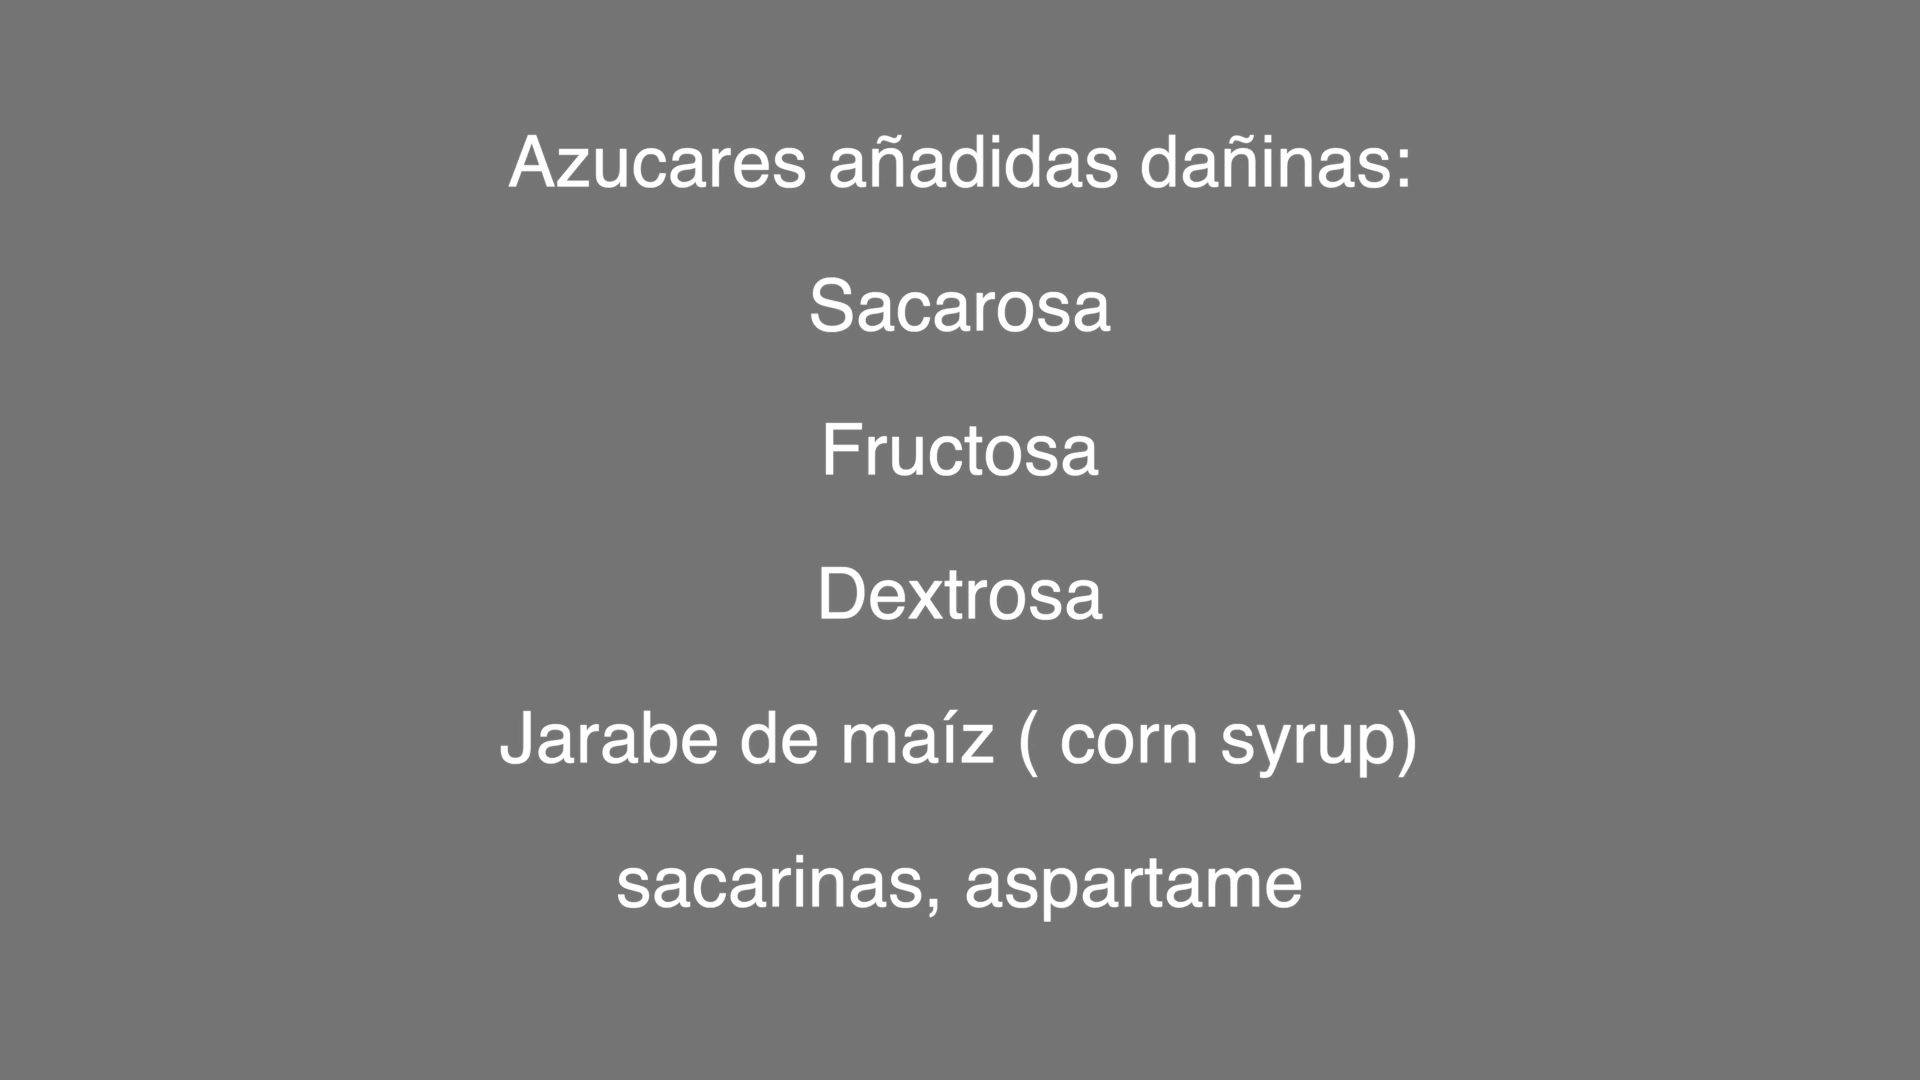 Azucares añadidas dañinas:
Sacarosa
Fructosa
Dextrosa
Jarabe de maíz ( corn syrup)
sacarinas, aspartame